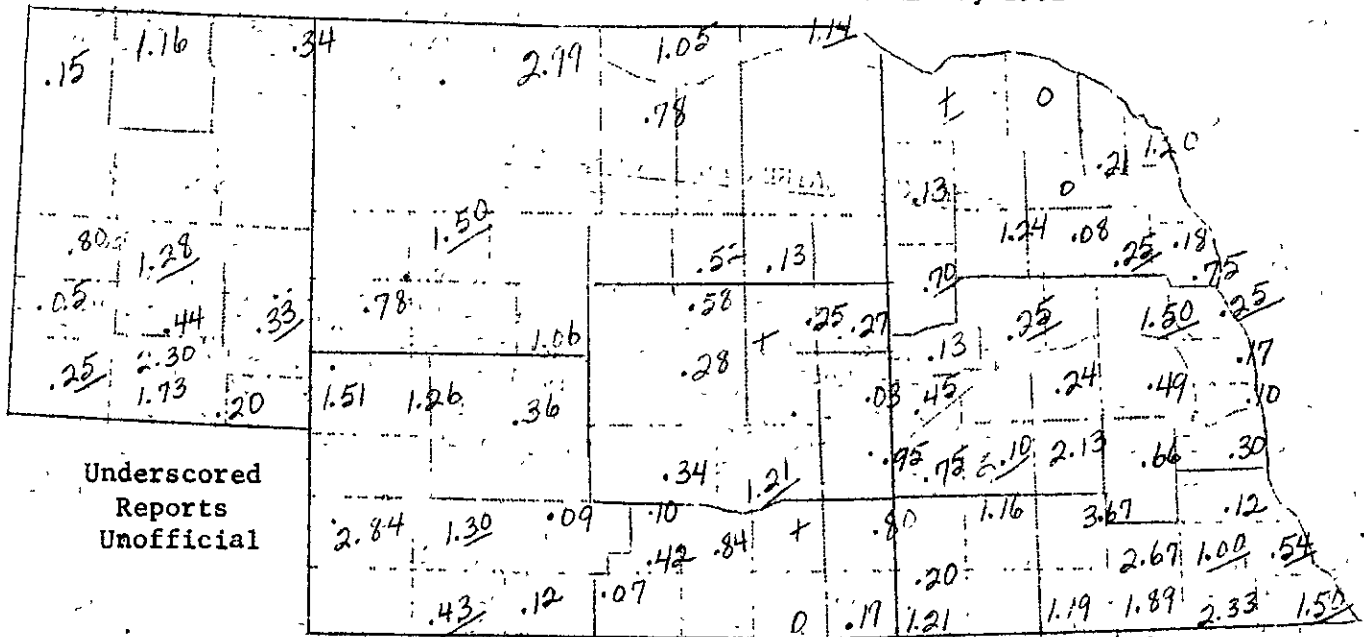 1.16 .34 2.99 1.05 1.14
.15
.78
+ 0
.21 1.20
.13 0
.80 1.28 1.50 .52 .13 1.24 .08 .25 .18
.70 .75
.05 .44 .33 .78 .58 .25 .27 .25 1.50 .25
1.06 + .13
.25 2.30 .28 .17
1.73 .20 1.51 1.26 .36 .03 .45 .24 .49 .10
.34 1.21 .95 .75 2.13 .66 .30
Underscored
Reports
Unofficial
2.84 1.30 .09 .10 .42 .84 + .80 1.16 3.67 .12
.20 2.67 1.00 .54
.43 .12 .07 0 .17 1.21 1.19 1.89 2.33 1.50